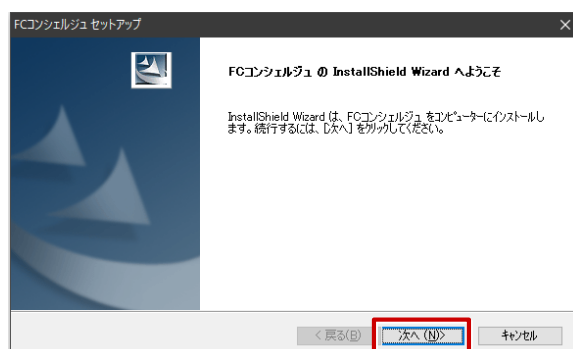 FCコンシェルジュ セットアップ
FCコンシェルジュ の InstallShield Wizard へようこそ
InstallShield Wizard は、FCコンシェルジュ をコンピューターにインストールし
ます。続行するには、[次へ] をクリックしてください。
< 戻る(B)
次へ (N)>
キャンセル